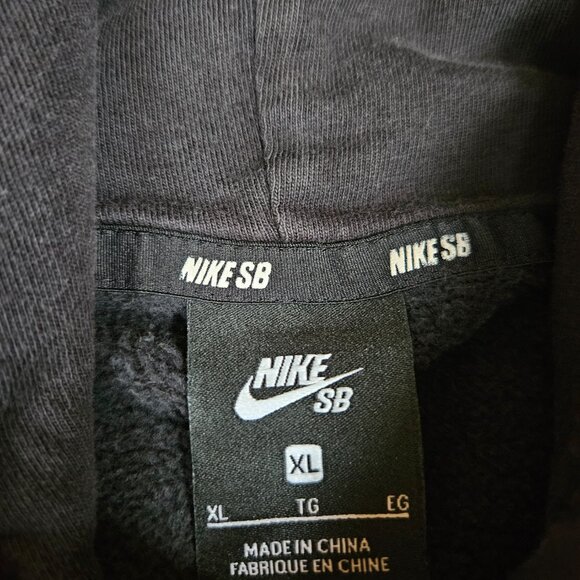 NIKE SB NIKE SB
NIKE
SB
XL
XL TG EG
MADE IN CHINA
FABRIQUE EN CHINE